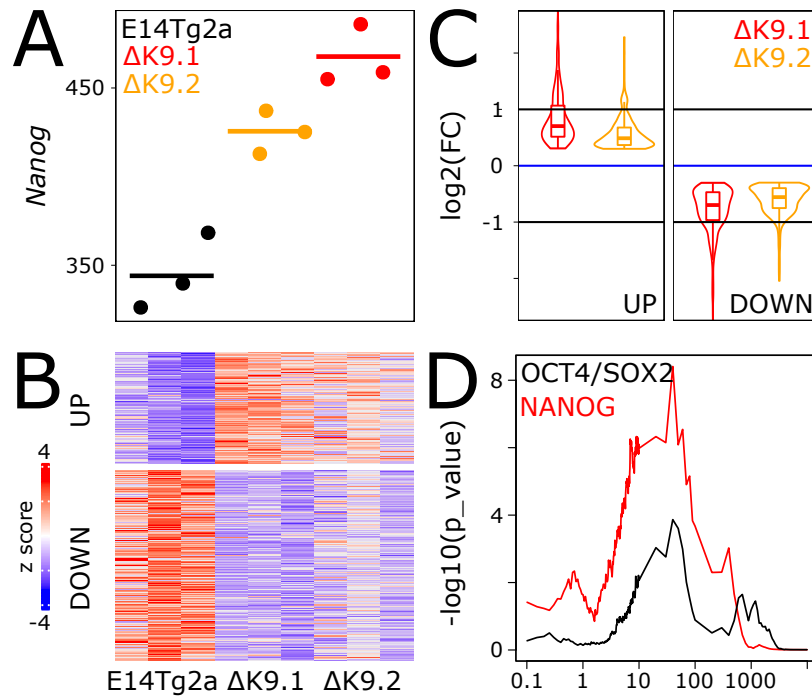 A
E14Tg2a
ΔK9.1
ΔK9.2
Nanog
450
350
B
UP
DOWN
z score
4
-4
E14Tg2a ΔK9.1 ΔK9.2
C
ΔK9.1
ΔK9.2
log2(FC)
1
0
-1
UP
DOWN
D
OCT4/SOX2
NANOG
-log10(p_value)
8
4
0
0.1 1 10 100 1000